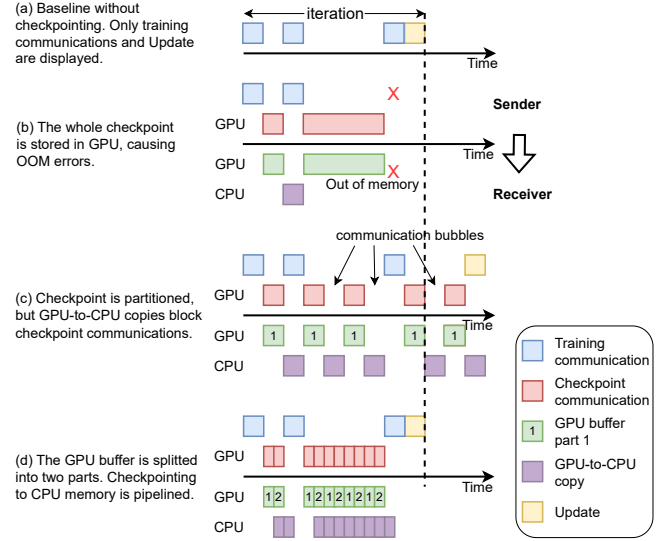 (a) Baseline without
checkpointing. Only training
communications and Update
are displayed.
iteration
Time
X
Sender
GPU
(b) The whole checkpoint
is stored in GPU, causing
OOM errors.
Time
GPU
X
Out of memory
CPU
Receiver
communication bubbles
GPU
(c) Checkpoint is partitioned,
but GPU-to-CPU copies block
checkpoint communications.
Time
GPU
1 1 1 1 1
CPU
GPU
(d) The GPU buffer is splitted
into two parts. Checkpointing
to CPU memory is pipelined.
Time
GPU
1 2 1 2 1 2 1 2 1 2
CPU
Training
communication
Checkpoint
communication
1
GPU buffer
part 1
GPU-to-CPU
copy
Update